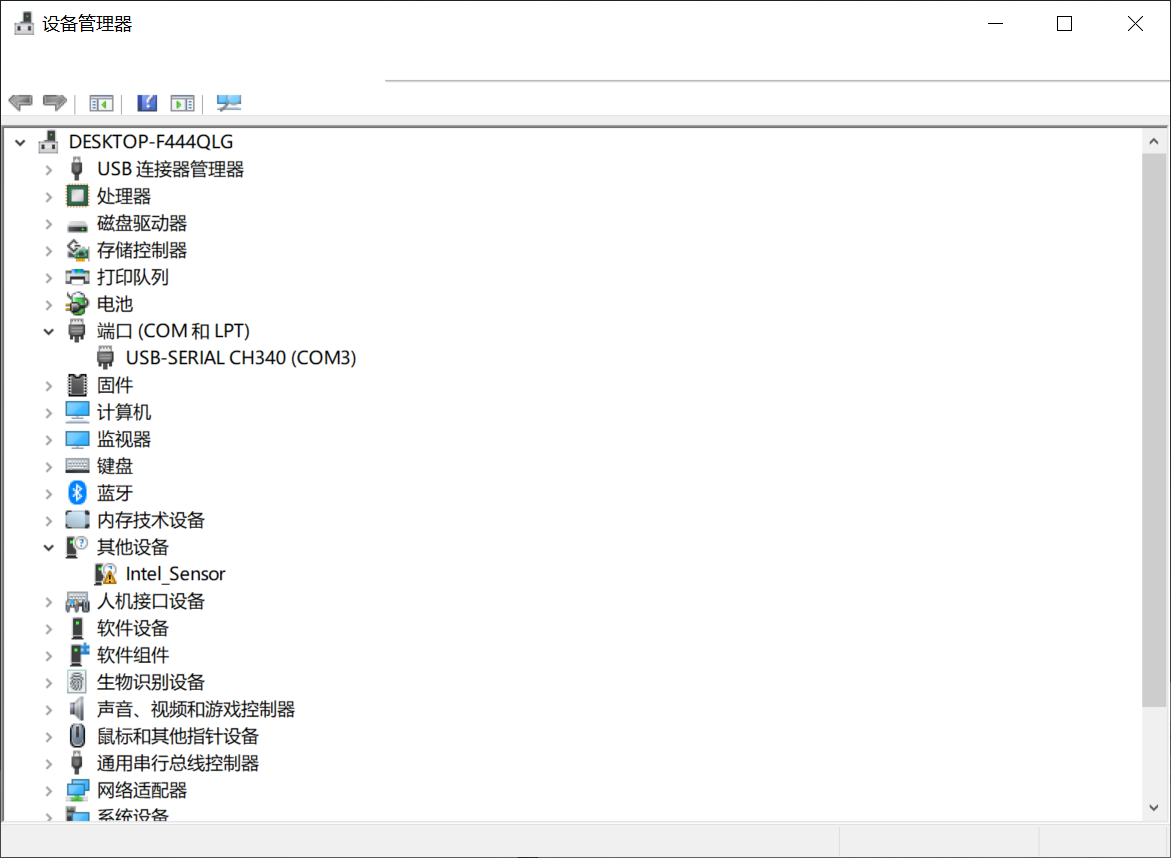 设备管理器
DESKTOP-F444QLG
USB 连接器管理器
处理器
磁盘驱动器
存储控制器
打印队列
电池
端口 (COM 和 LPT)
USB-SERIAL CH340 (COM3)
固件
计算机
监视器
键盘
蓝牙
内存技术设备
其他设备
Intel_Sensor
人机接口设备
软件设备
软件组件
生物识别设备
声音、视频和游戏控制器
鼠标和其他指针设备
通用串行总线控制器
网络适配器
系统设备